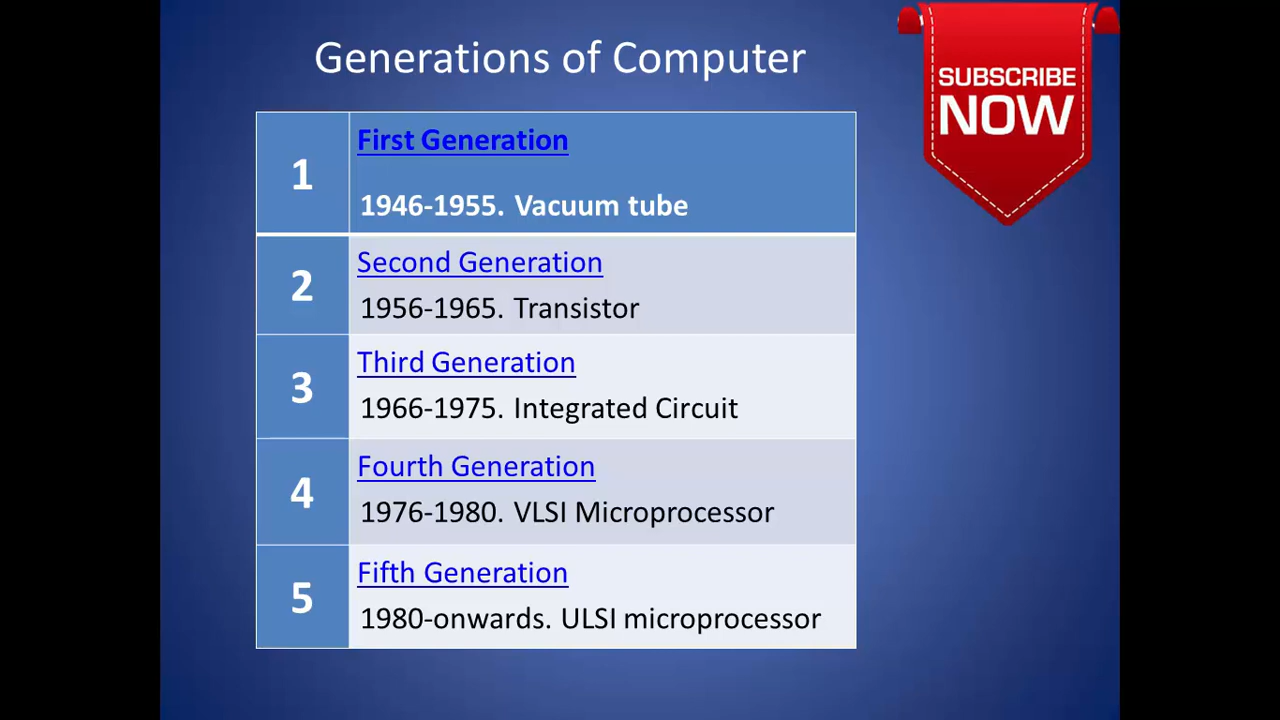 Generations of Computer
SUBSCRIBE
NOW
1
First Generation
1946-1955. Vacuum tube
2
Second Generation
1956-1965. Transistor
3
Third Generation
1966-1975. Integrated Circuit
4
Fourth Generation
1976-1980. VLSI Microprocessor
5
Fifth Generation
1980-onwards. ULSI microprocessor